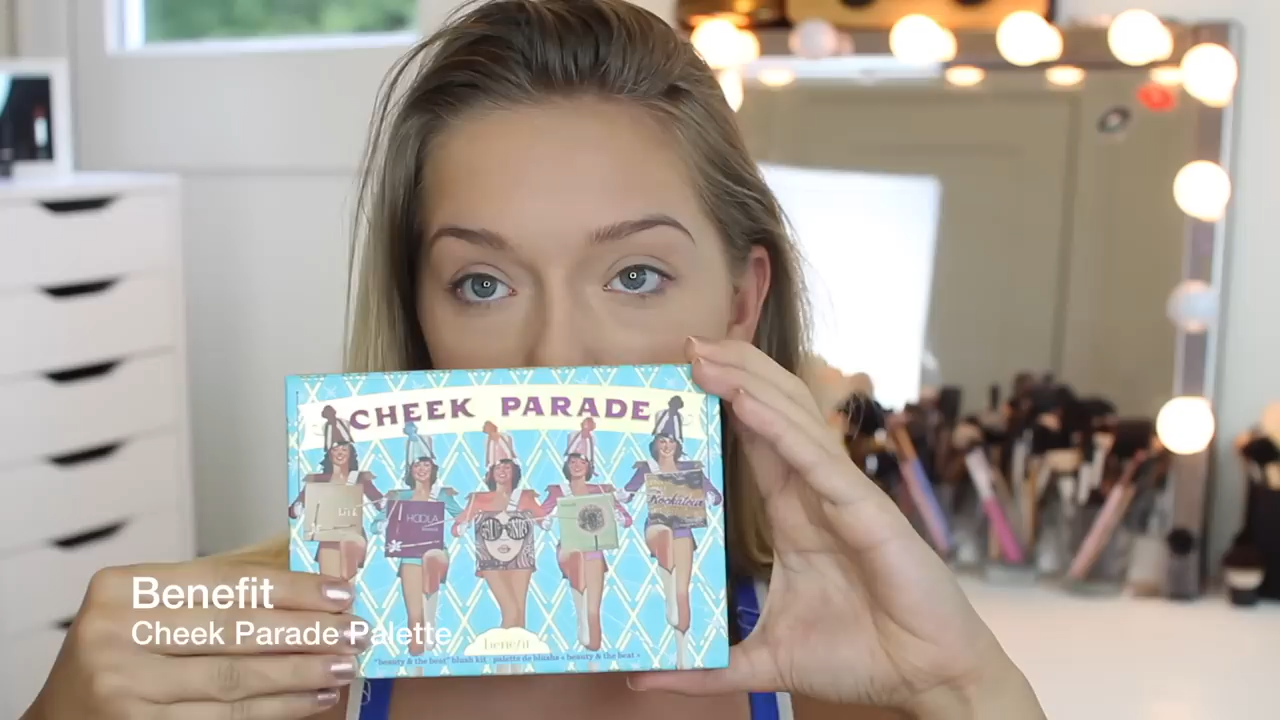 CHEEK PARADE
HOOLA
Rockateur
Benefit
Cheek Parade Palette
benefit
"beauty & the beat" blush kit · palette de blushs « beauty & the beat »